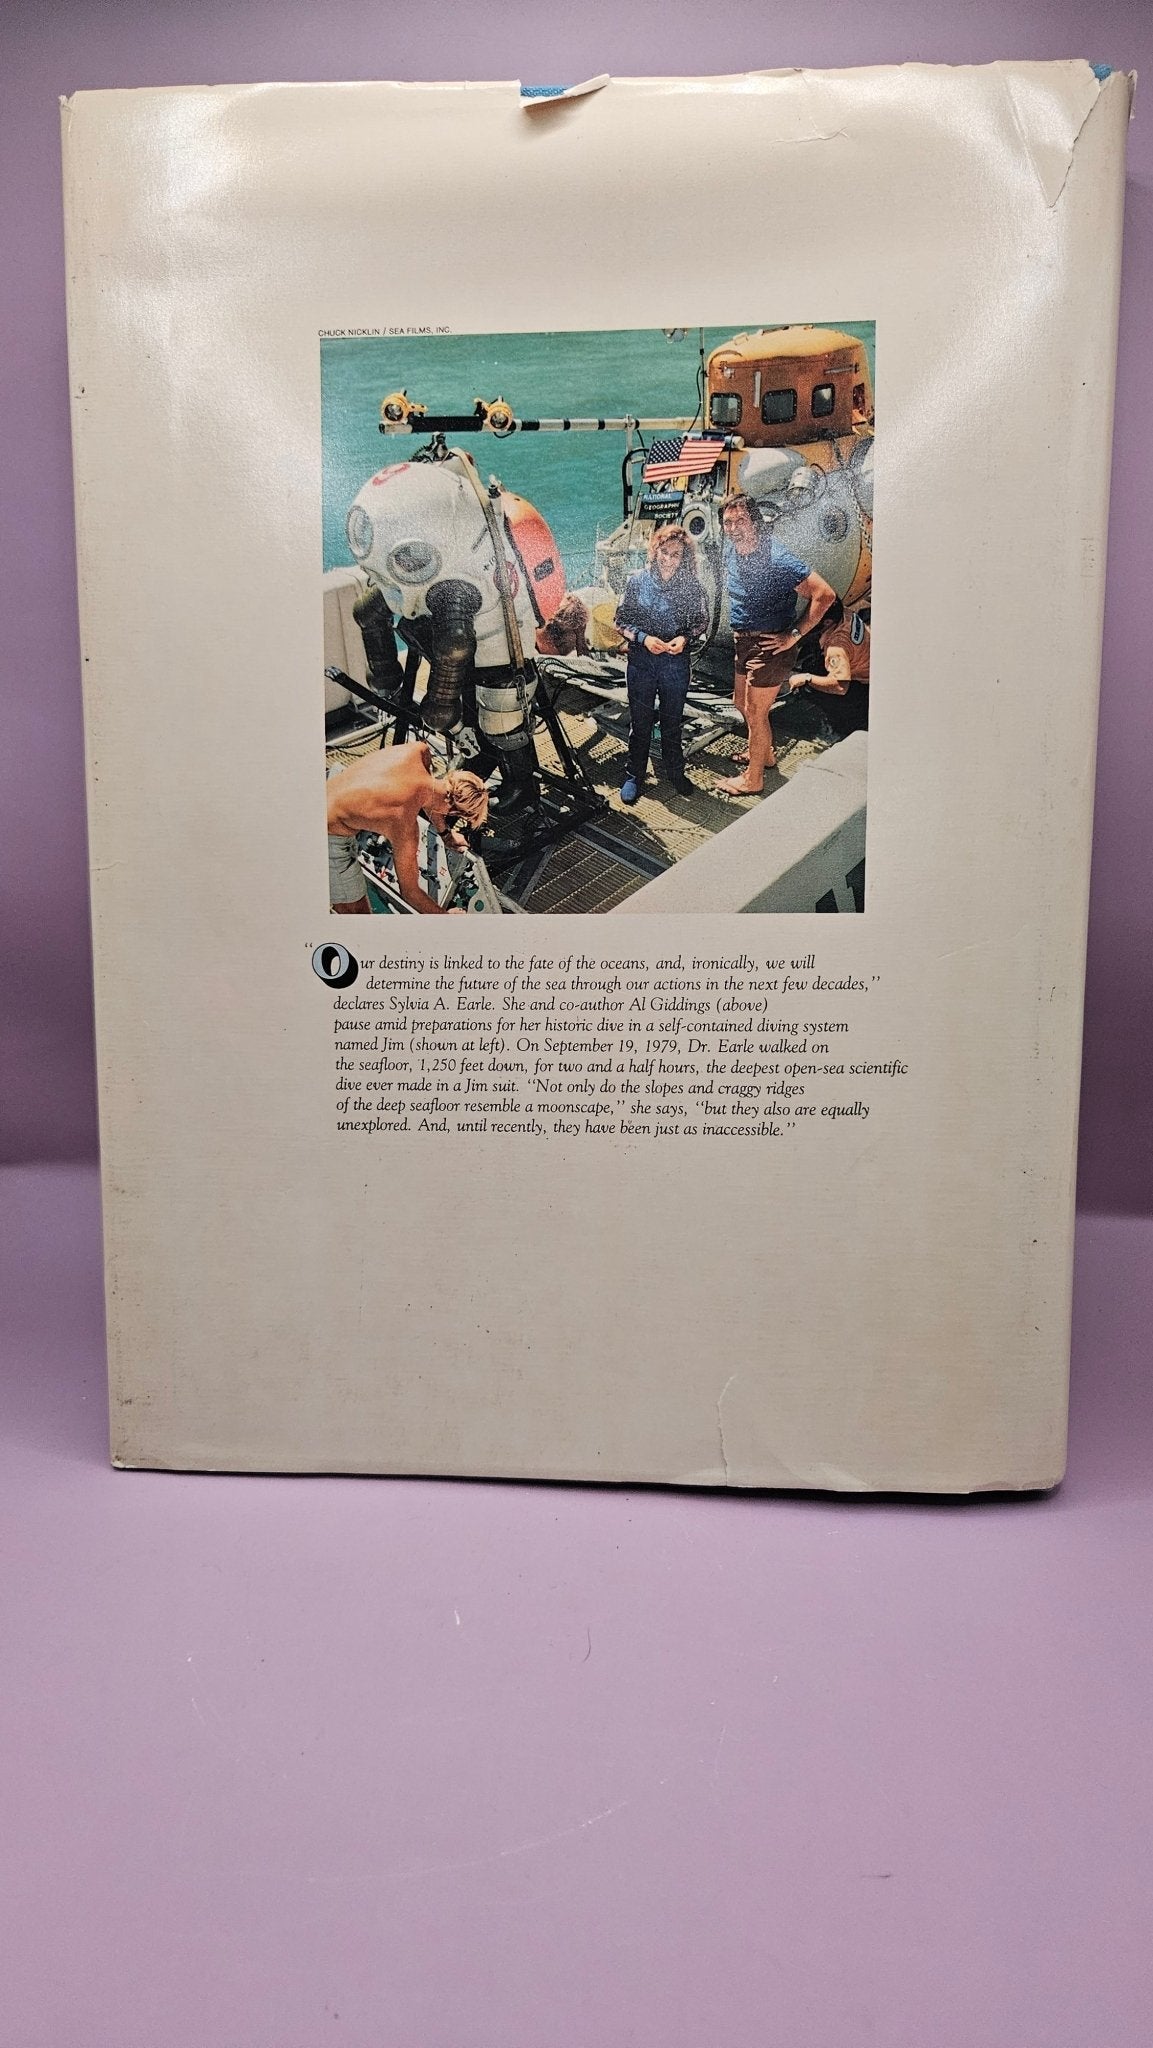 CHUCK NICKLIN / SEA FILMS, INC.
NATIONAL
GEOGRAPHIC
SOCIETY
“Our destiny is linked to the fate of the oceans, and, ironically, we will
determine the future of the sea through our actions in the next few decades,”
declares Sylvia A. Earle. She and co-author Al Giddings (above)
pause amid preparations for her historic dive in a self-contained diving system
named Jim (shown at left). On September 19, 1979, Dr. Earle walked on
the seafloor, 1,250 feet down, for two and a half hours, the deepest open-sea scientific
dive ever made in a Jim suit. “Not only do the slopes and craggy ridges
of the deep seafloor resemble a moonscape,” she says, “but they also are equally
unexplored. And, until recently, they have been just as inaccessible.”